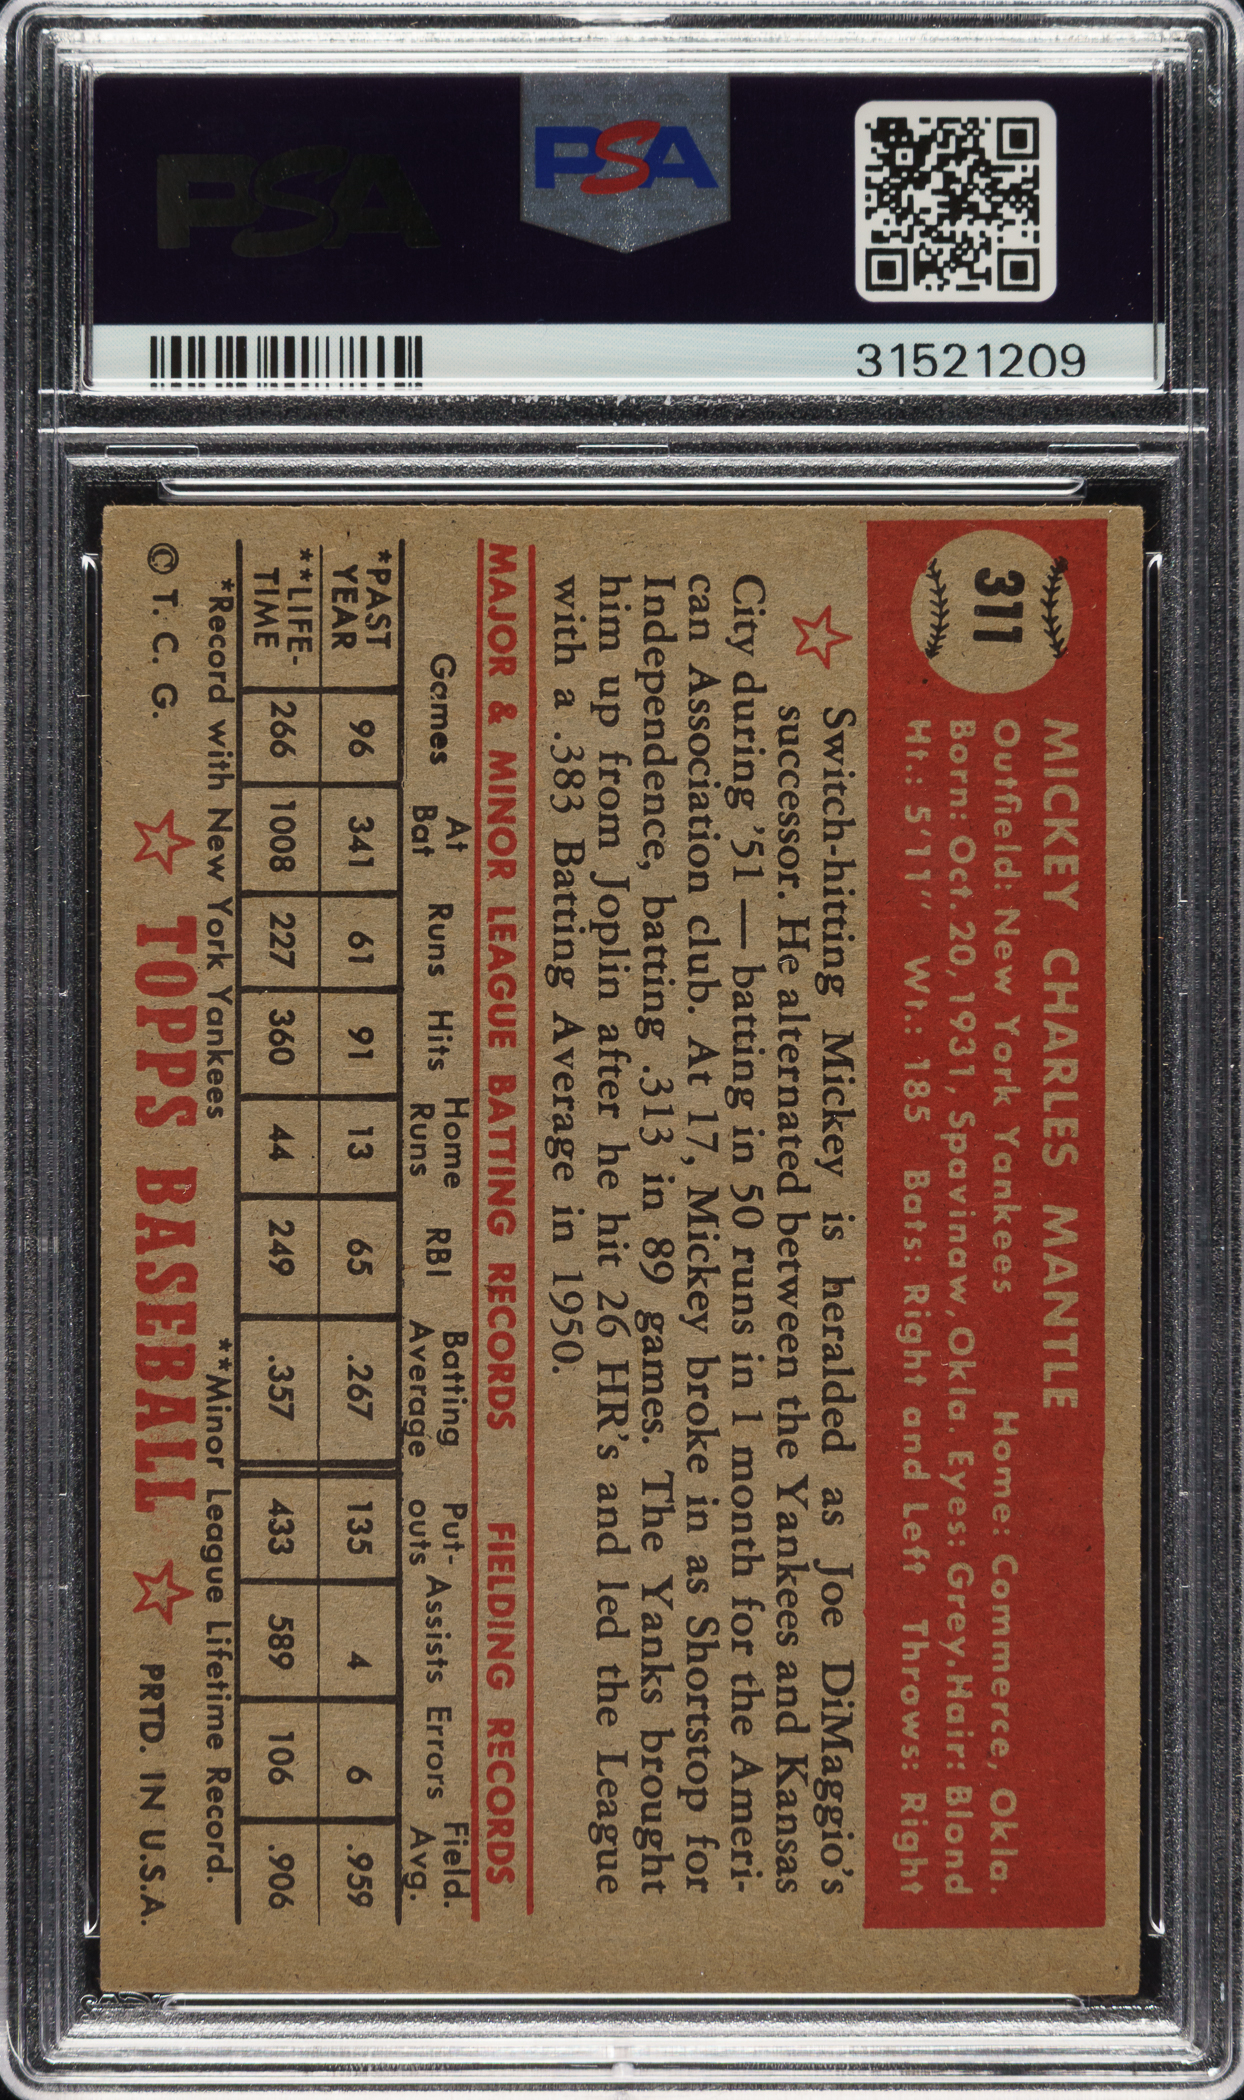 PSA
PSA
31521209
311
MICKEY CHARLES MANTLE
Outfield: New York Yankees Home: Commerce, Okla.
Born: Oct. 20, 1931, Spavinaw, Okla. Eyes: Grey. Hair: Blond
Ht.: 5'11" Wt.: 185 Bats: Right and Left Throws: Right
Switch-hitting Mickey is heralded as Joe DiMaggio's
successor. He alternated between the Yankees and Kansas
City during '51 — batting in 50 runs in 1 month for the Ameri-
can Association club. At 17, Mickey broke in as Shortstop for
Independence, batting .313 in 89 games. The Yanks brought
him up from Joplin after he hit 26 HR's and led the League
with a .383 Batting Average in 1950.
MAJOR & MINOR LEAGUE BATTING RECORDS FIELDING RECORDS
Games At Bat Runs Hits Home Runs RBI Batting Average Put-outs Assists Errors Field. Avg.
*PAST YEAR 96 341 61 91 13 65 .267 135 4 6 .959
**LIFE-TIME 266 1008 227 360 44 249 .357 433 589 106 .906
*Record with New York Yankees **Minor League Lifetime Record.
© T. C. G. TOPPS BASEBALL PRTD. IN U.S.A.